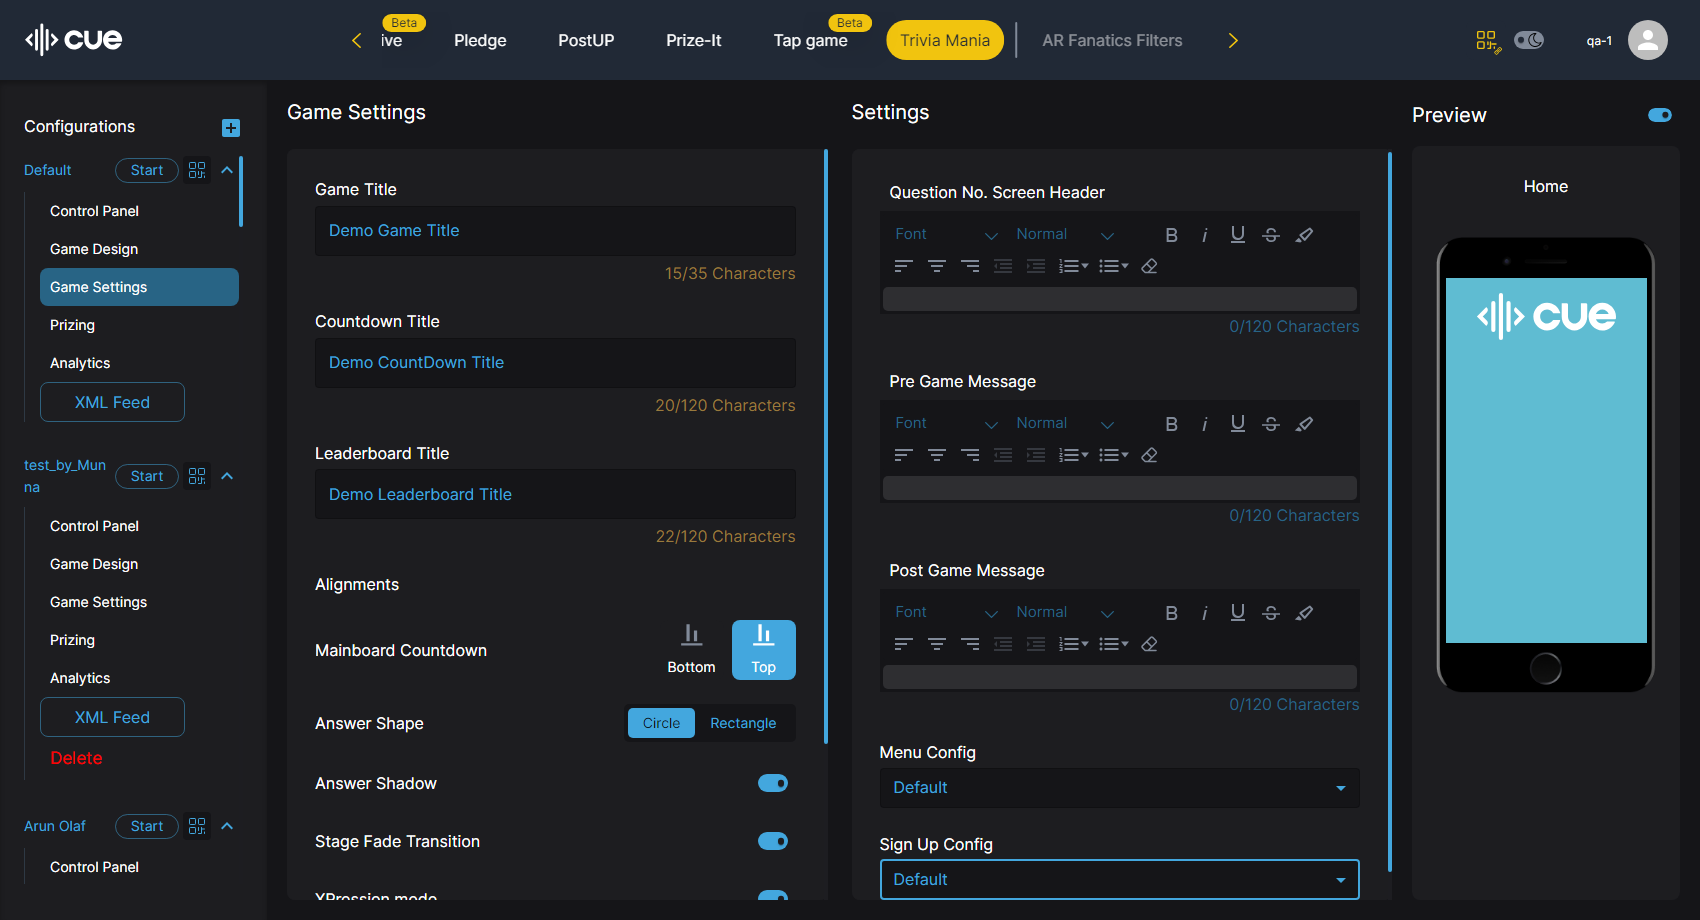 cue
ive
Beta
Pledge
PostUP
Prize-It
Tap game
Beta
Trivia Mania
AR Fanatics Filters
qa-1
Configurations
Default
Start
Control Panel
Game Design
Game Settings
Prizing
Analytics
XML Feed
test_by_Mun
na
Start
Control Panel
Game Design
Game Settings
Prizing
Analytics
XML Feed
Delete
Arun Olaf
Start
Control Panel
Game Settings
Game Title
Demo Game Title
15/35 Characters
Countdown Title
Demo CountDown Title
20/120 Characters
Leaderboard Title
Demo Leaderboard Title
22/120 Characters
Alignments
Mainboard Countdown
Bottom
Top
Answer Shape
Circle
Rectangle
Answer Shadow
Stage Fade Transition
XPression mode
Settings
Question No. Screen Header
Font
Normal
B
i
U
S
0/120 Characters
Pre Game Message
Font
Normal
B
i
U
S
0/120 Characters
Post Game Message
Font
Normal
B
i
U
S
0/120 Characters
Menu Config
Default
Sign Up Config
Default
Preview
Home
cue